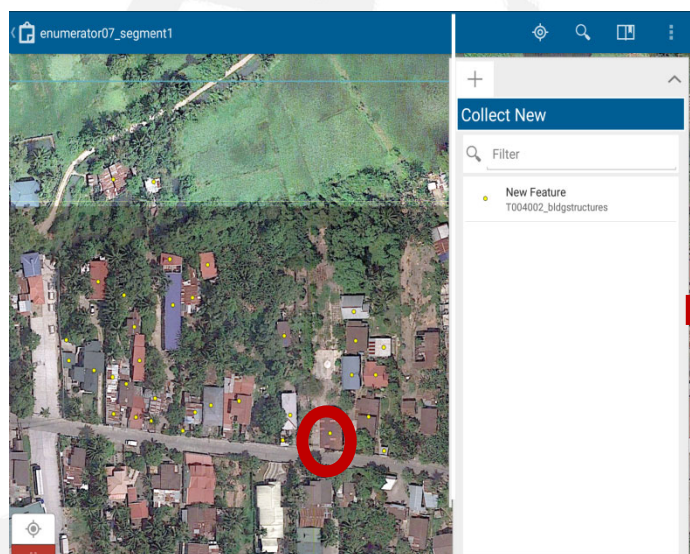 enumerator07_segment1
Collect New
Filter
New Feature
T004002_bldgstructures